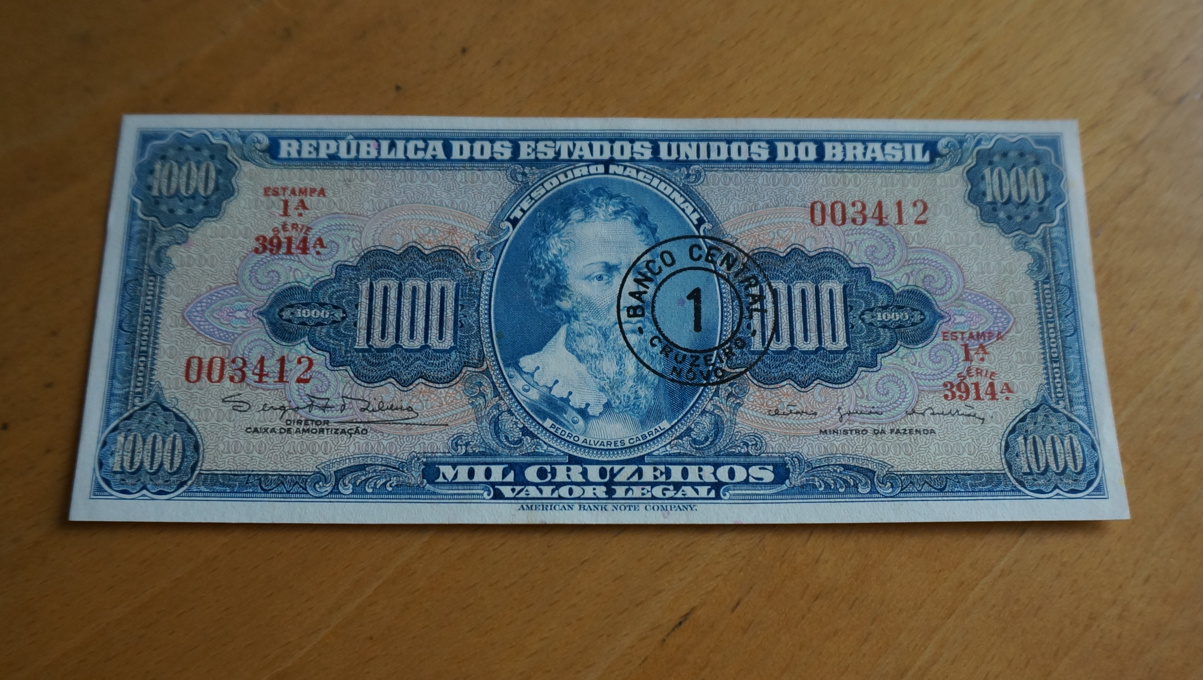 REPÚBLICA DOS ESTADOS UNIDOS DO BRASIL
TESOURO NACIONAL
1000
1000
ESTAMPA
1ª
SÉRIE
3914ª
003412
1000
1000
1000
1000
BANCO CENTRAL
1
CRUZEIRO
NOVO
ESTAMPA
1ª
SÉRIE
3914ª
003412
DIRETOR
CAIXA DE AMORTIZAÇÃO
PEDRO ALVARES CABRAL
MINISTRO DA FAZENDA
1000
1000
MIL CRUZEIROS
VALOR LEGAL
AMERICAN BANK NOTE COMPANY.